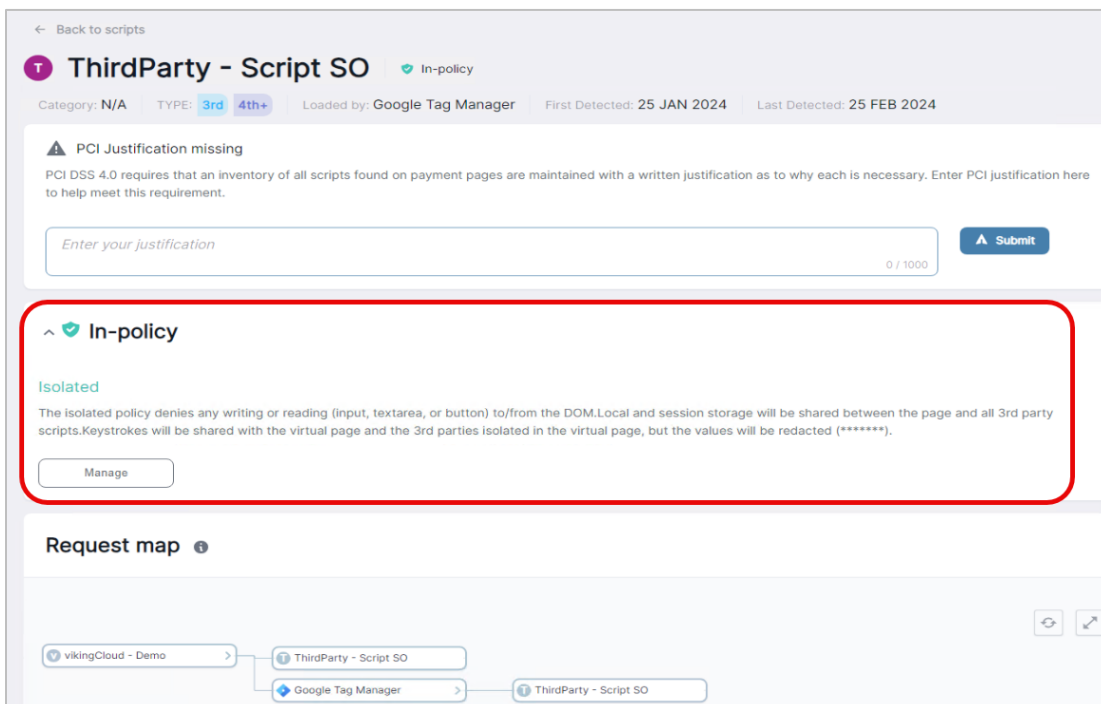 ← Back to scripts
T ThirdParty - Script SO In-policy
Category: N/A TYPE: 3rd 4th+ Loaded by: Google Tag Manager First Detected: 25 JAN 2024 Last Detected: 25 FEB 2024
PCI Justification missing
PCI DSS 4.0 requires that an inventory of all scripts found on payment pages are maintained with a written justification as to why each is necessary. Enter PCI justification here
to help meet this requirement.
Enter your justification
Submit
0 / 1000
In-policy
Isolated
The isolated policy denies any writing or reading (input, textarea, or button) to/from the DOM.Local and session storage will be shared between the page and all 3rd party
scripts.Keystrokes will be shared with the virtual page and the 3rd parties isolated in the virtual page, but the values will be redacted (*******).
Manage
Request map
V vikingCloud - Demo
T ThirdParty - Script SO
Google Tag Manager
T ThirdParty - Script SO